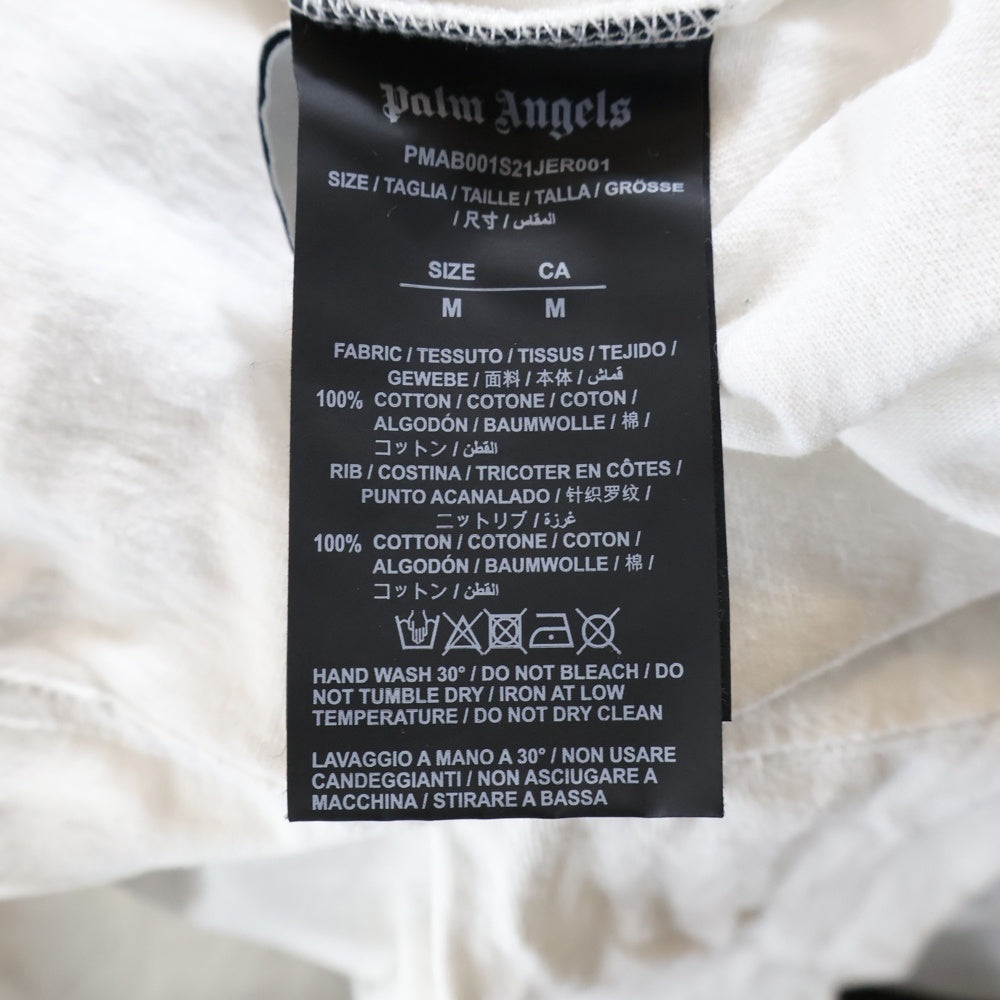 Palm Angels
PMAB001S21JER001
SIZE / TAGLIA / TAILLE / TALLA / GRÖSSE
/ 尺寸 / المقاس
SIZE CA
M M
FABRIC / TESSUTO / TISSUS / TEJIDO /
GEWEBE / 面料 / 本体 / قماش
100% COTTON / COTONE / COTON /
ALGODÓN / BAUMWOLLE / 棉 /
コットン / القطن
RIB / COSTINA / TRICOTER EN CÔTES /
PUNTO ACANALADO / 针织罗纹 /
ニットリブ / غرزة
100% COTTON / COTONE / COTON /
ALGODÓN / BAUMWOLLE / 棉 /
コットン / القطن
HAND WASH 30° / DO NOT BLEACH / DO
NOT TUMBLE DRY / IRON AT LOW
TEMPERATURE / DO NOT DRY CLEAN
LAVAGGIO A MANO A 30° / NON USARE
CANDEGGIANTI / NON ASCIUGARE A
MACCHINA / STIRARE A BASSA